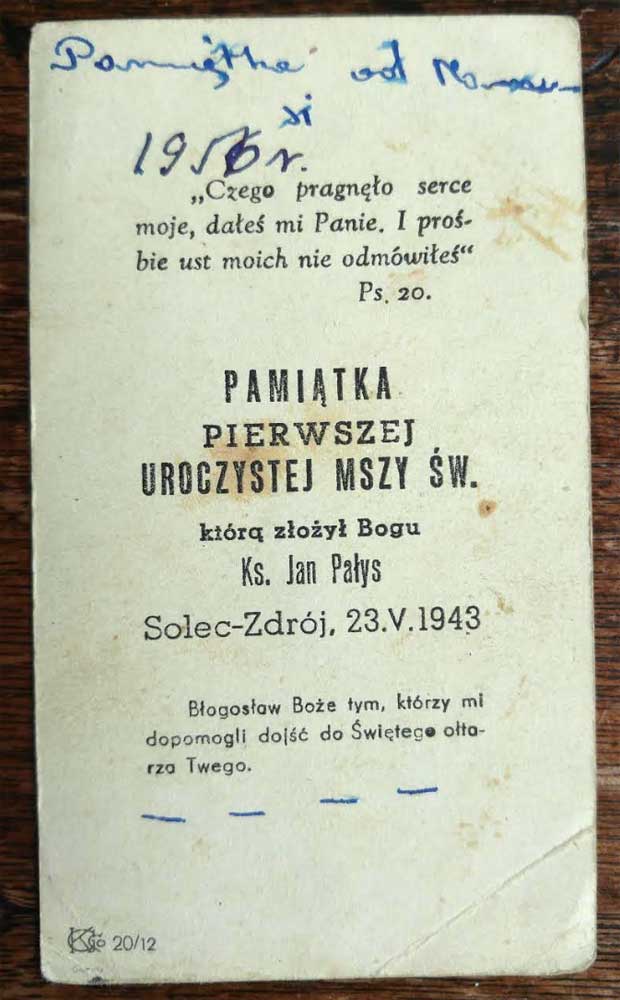 Pamiątka od
si
1956 r.
„Czego pragnęło serce
moje, dałeś mi Panie. I proś-
bie ust moich nie odmówiłeś“
Ps. 20.
PAMIĄTKA
PIERWSZEJ
UROCZYSTEJ MSZY ŚW.
którą złożył Bogu
Ks. Jan Pałys
Solec-Zdrój, 23.V.1943
Błogosław Boże tym, którzy mi
dopomogli dojść do Świętego ołta-
rza Twego.
20/12